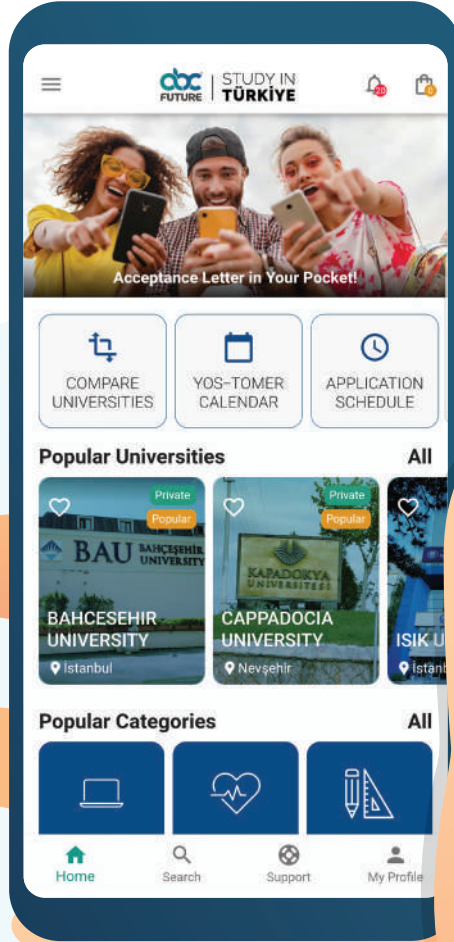 abc
FUTURE
STUDY IN
TÜRKİYE
20
0
Acceptance Letter in Your Pocket!
COMPARE
UNIVERSITIES
YOS-TOMER
CALENDAR
APPLICATION
SCHEDULE
Popular Universities
All
Private
Popular
BAU BAHÇEŞEHİR
UNIVERSITY
BAHCESEHIR
UNIVERSITY
İstanbul
Private
Popular
KAPADOKYA
ÜNİVERSİTESİ
CAPPADOCIA
UNIVERSITY
Nevşehir
ISIK U
İstanb
Popular Categories
All
Home
Search
Support
My Profile